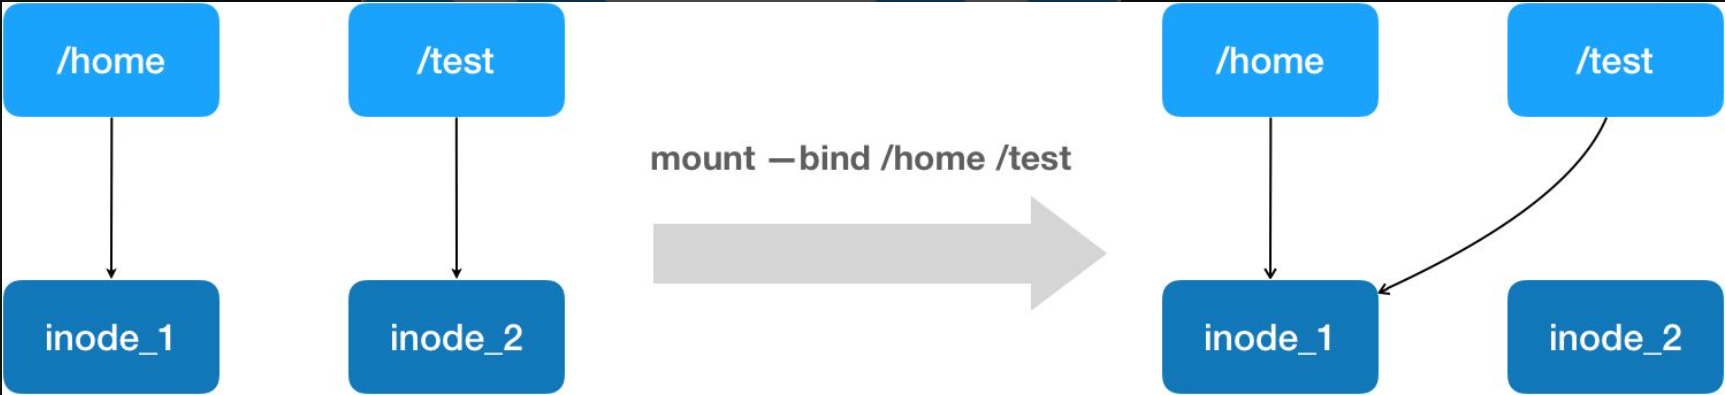 /home
/test
mount —bind /home /test
/home
/test
inode_1
inode_2
inode_1
inode_2